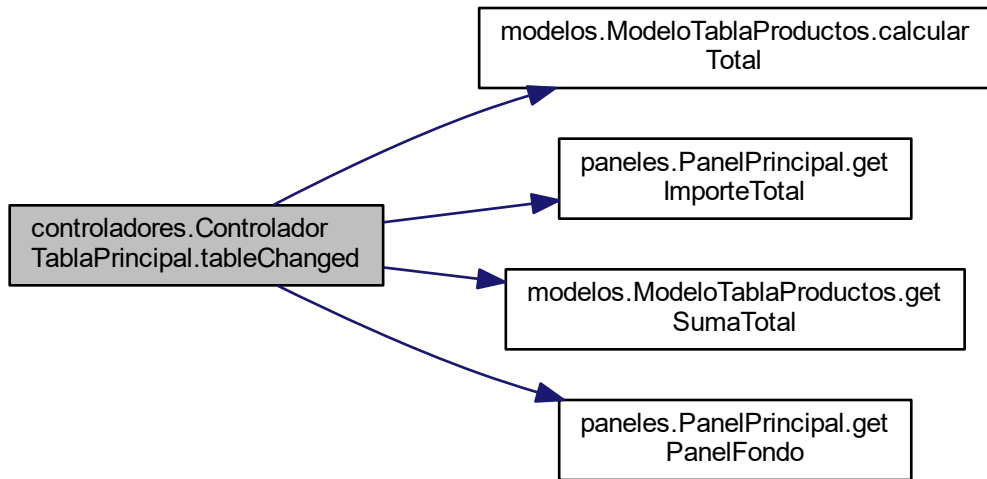 modelos.ModeloTablaProductos.calcular
Total
paneles.PanelPrincipal.get
ImporteTotal
controladores.Controlador
TablaPrincipal.tableChanged
modelos.ModeloTablaProductos.get
SumaTotal
paneles.PanelPrincipal.get
PanelFondo